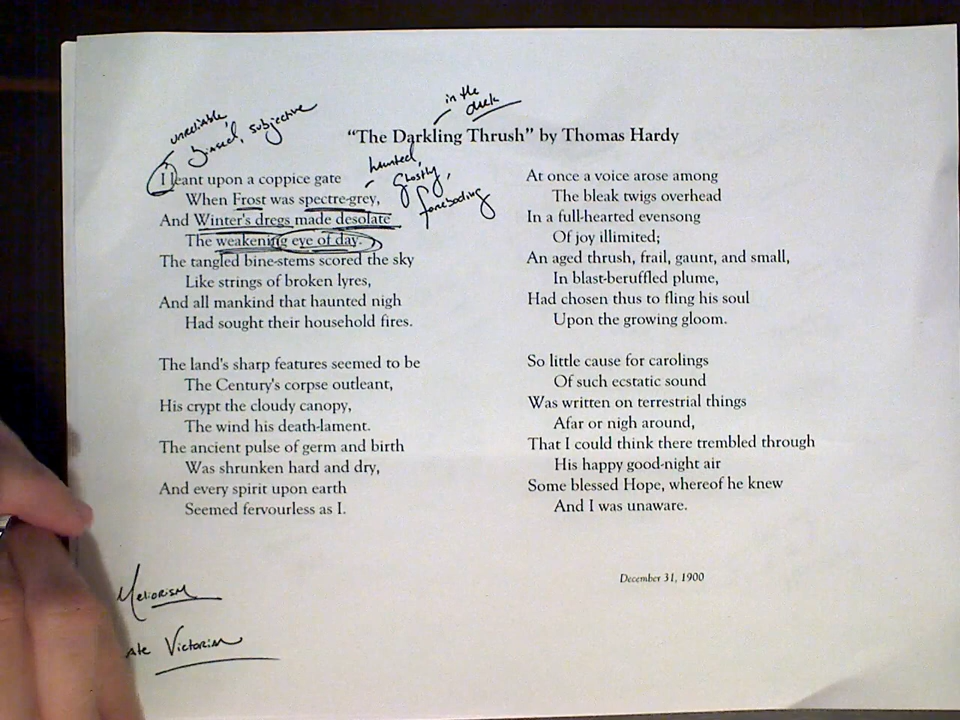 in the
dark
unreliable,
biased, subjective
"The Darkling Thrush" by Thomas Hardy
haunted,
ghostly,
foreboding
I leant upon a coppice gate
When Frost was spectre-grey,
And Winter's dregs made desolate
The weakening eye of day.
The tangled bine-stems scored the sky
Like strings of broken lyres,
And all mankind that haunted nigh
Had sought their household fires.
The land's sharp features seemed to be
The Century's corpse outleant,
His crypt the cloudy canopy,
The wind his death-lament.
The ancient pulse of germ and birth
Was shrunken hard and dry,
And every spirit upon earth
Seemed fervourless as I.
At once a voice arose among
The bleak twigs overhead
In a full-hearted evensong
Of joy illimited;
An aged thrush, frail, gaunt, and small,
In blast-beruffled plume,
Had chosen thus to fling his soul
Upon the growing gloom.
So little cause for carolings
Of such ecstatic sound
Was written on terrestrial things
Afar or nigh around,
That I could think there trembled through
His happy good-night air
Some blessed Hope, whereof he knew
And I was unaware.
December 31, 1900
Meliorism
ate Victorian